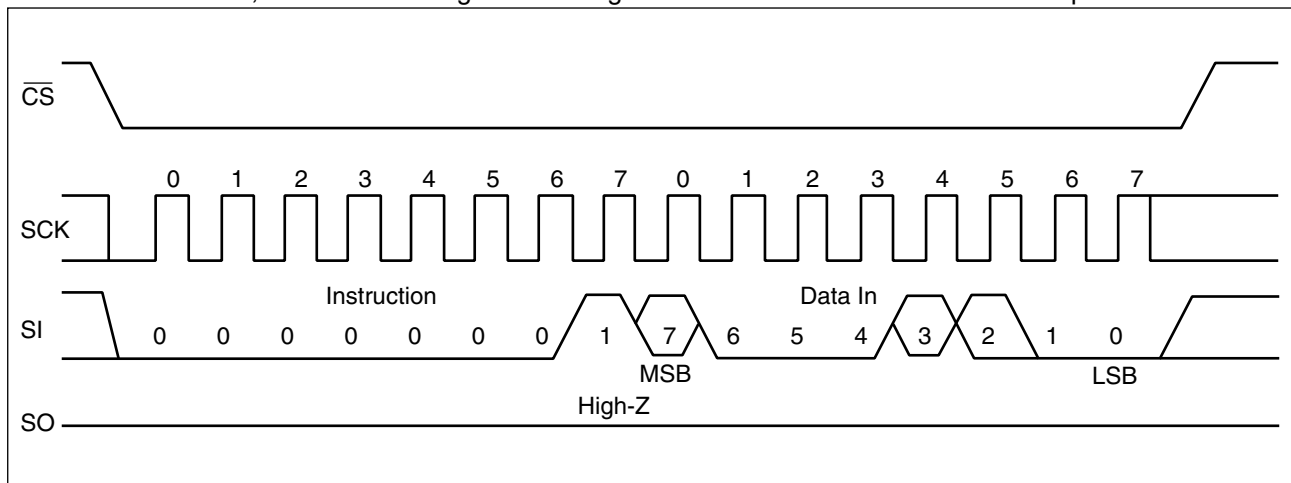 CS
0 1 2 3 4 5 6 7 0 1 2 3 4 5 6 7
SCK
Instruction Data In
SI 0 0 0 0 0 0 0 1 7 6 5 4 3 2 1 0
MSB LSB
High-Z
SO